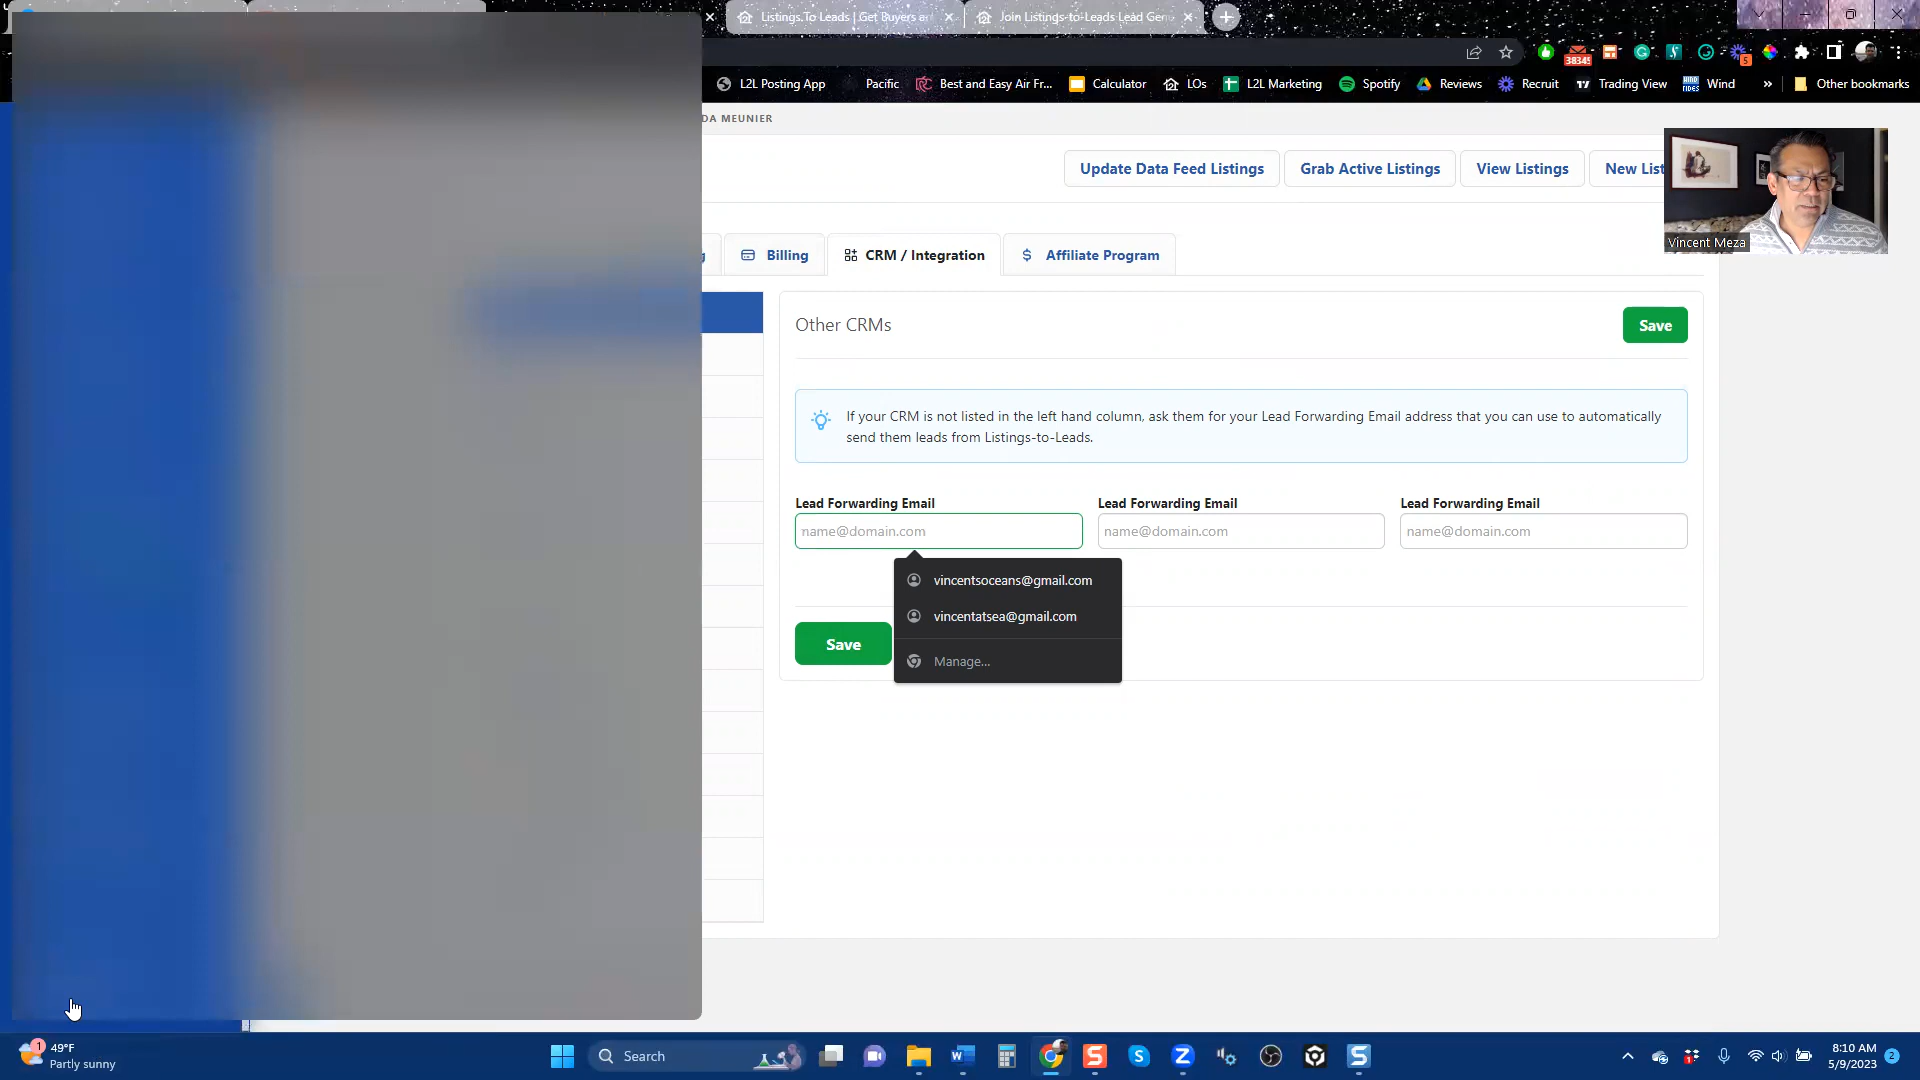 Listings To Leads | Get Buyers an
Join Listings-to-Leads Lead Gene
38345
5
L2L Posting App
Pacific
Best and Easy Air Fr...
Calculator
LOs
L2L Marketing
Spotify
Reviews
Recruit
Trading View
Wind
»
Other bookmarks
DA MEUNIER
Update Data Feed Listings
Grab Active Listings
View Listings
New List
Vincent Meza
g
Billing
CRM / Integration
Affiliate Program
Other CRMs
Save
If your CRM is not listed in the left hand column, ask them for your Lead Forwarding Email address that you can use to automatically
send them leads from Listings-to-Leads.
Lead Forwarding Email
Lead Forwarding Email
Lead Forwarding Email
name@domain.com
name@domain.com
name@domain.com
vincentsoceans@gmail.com
vincentatsea@gmail.com
Manage...
Save
1
49°F
Partly sunny
Search
8:10 AM
5/9/2023
2